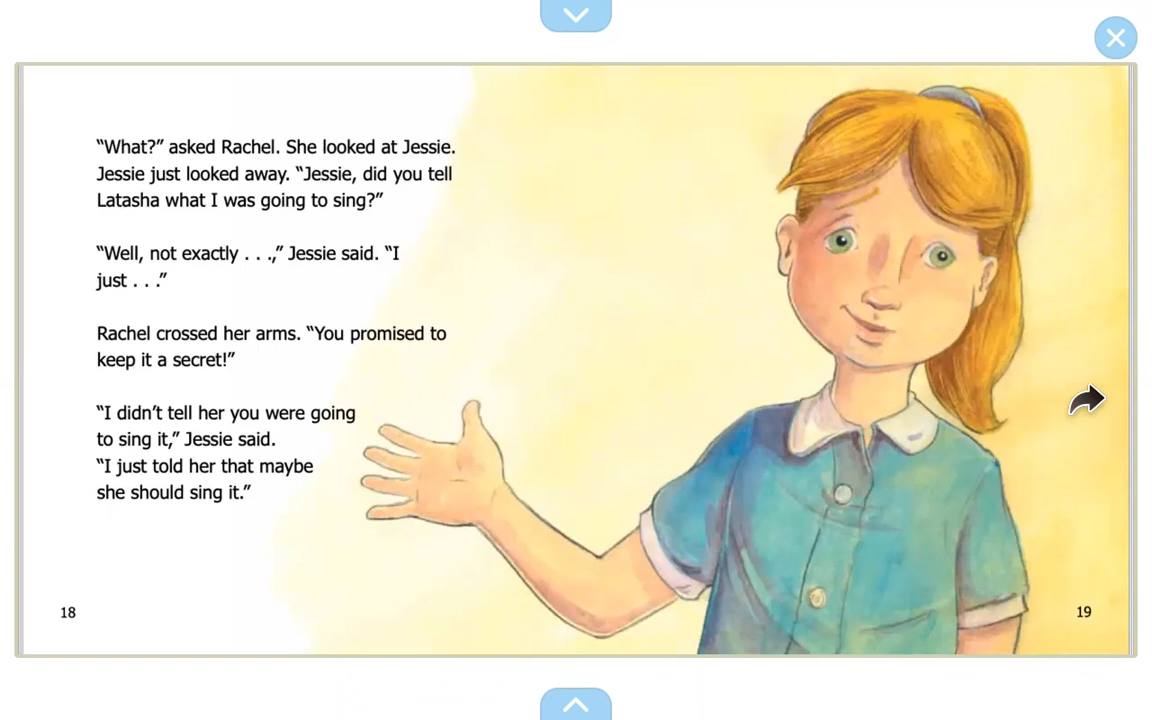 “What?” asked Rachel. She looked at Jessie.
Jessie just looked away. “Jessie, did you tell
Latasha what I was going to sing?”
“Well, not exactly . . .,” Jessie said. “I
just . . .”
Rachel crossed her arms. “You promised to
keep it a secret!”
“I didn’t tell her you were going
to sing it,” Jessie said.
“I just told her that maybe
she should sing it.”
18
19